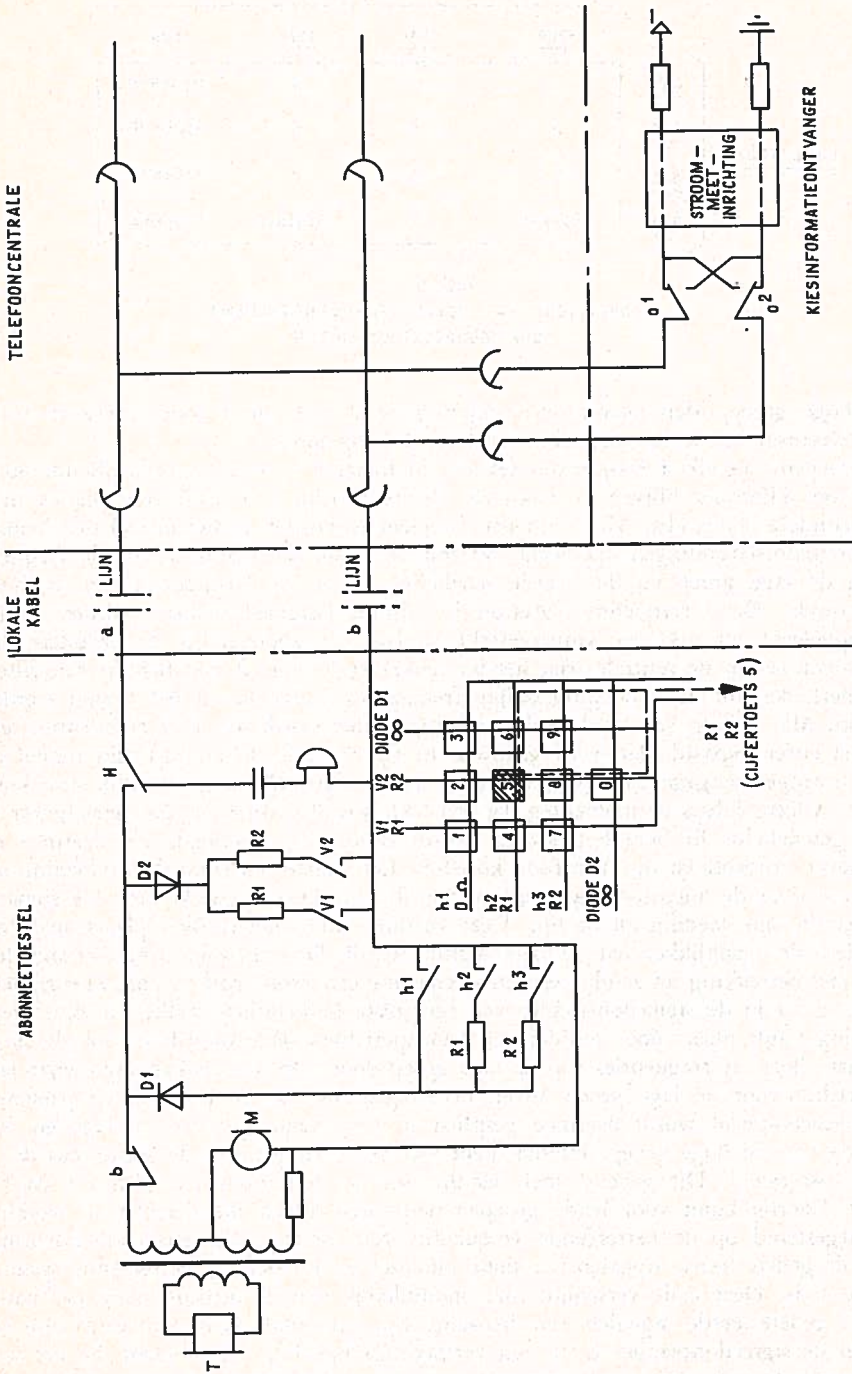 TELEFOONCENTRALE
LOKALE
KABEL
ABONNEETOESTEL
a
LIJN
b
LIJN
H
D2
R1
R2
V1
V2
D1
b
M
T
h1
h2
h3
R1
R2
V1
R1
V2
R2
DIODE D1
∞
h1
D Ω
h2
R1
h3
R2
DIODE D2
∞
1
2
3
4
5
6
7
8
9
0
R1
R2
(CIJFERTOETS 5)
o1
o2
STROOM-
MEET-
INRICHTING
KIESINFORMATIEONTVANGER